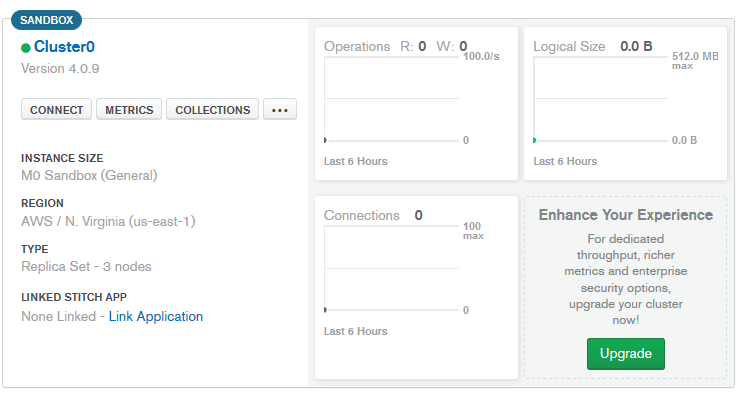 SANDBOX
Cluster0
Version 4.0.9
CONNECT
METRICS
COLLECTIONS
•••
INSTANCE SIZE
M0 Sandbox (General)
REGION
AWS / N. Virginia (us-east-1)
TYPE
Replica Set - 3 nodes
LINKED STITCH APP
None Linked - Link Application
Operations R: 0 W: 0
100.0/s
0
Last 6 Hours
Logical Size 0.0 B
512.0 MB
max
0.0 B
Last 6 Hours
Connections 0
100
max
0
Last 6 Hours
Enhance Your Experience
For dedicated
throughput, richer
metrics and enterprise
security options,
upgrade your cluster
now!
Upgrade